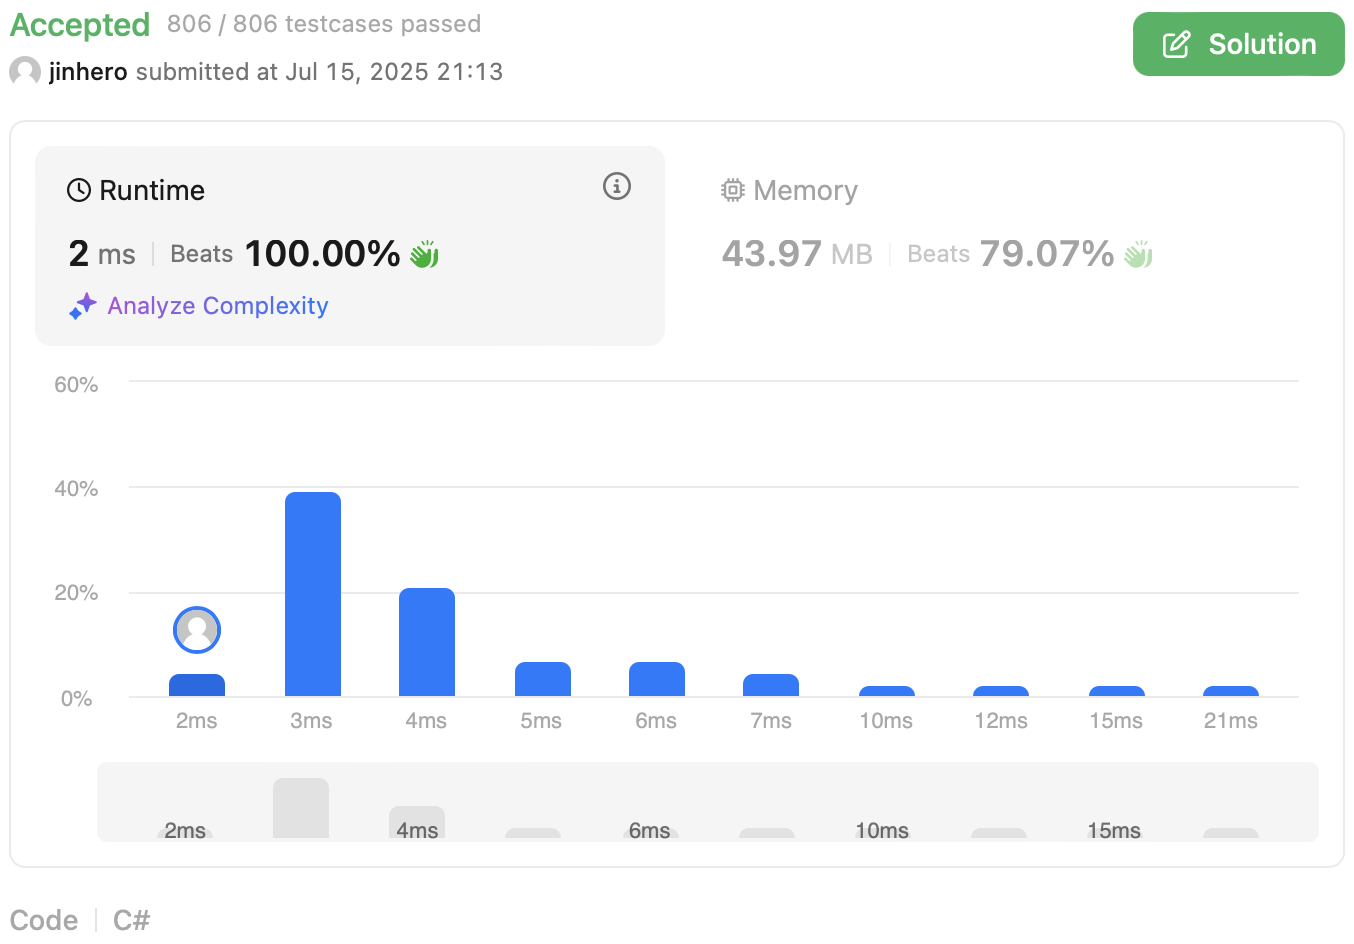 Accepted 806 / 806 testcases passed
Solution
jinhero submitted at Jul 15, 2025 21:13
Runtime
2 ms | Beats 100.00%
Analyze Complexity
Memory
43.97 MB | Beats 79.07%
60%
40%
20%
0%
2ms 3ms 4ms 5ms 6ms 7ms 10ms 12ms 15ms 21ms
2ms 4ms 6ms 10ms 15ms
Code | C#